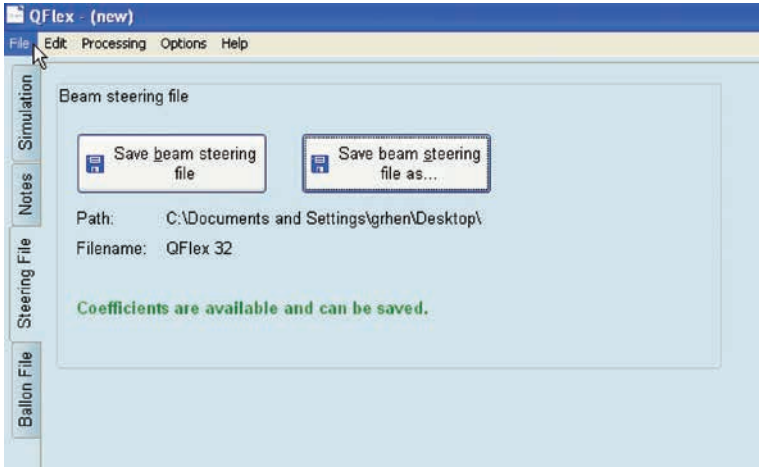 QFlex - (new)
File Edit Processing Options Help
Simulation
Notes
Steering File
Ballon File
Beam steering file
Save beam steering
file
Save beam steering
file as...
Path: C:\Documents and Settings\grhen\Desktop\
Filename: QFlex 32
Coefficients are available and can be saved.